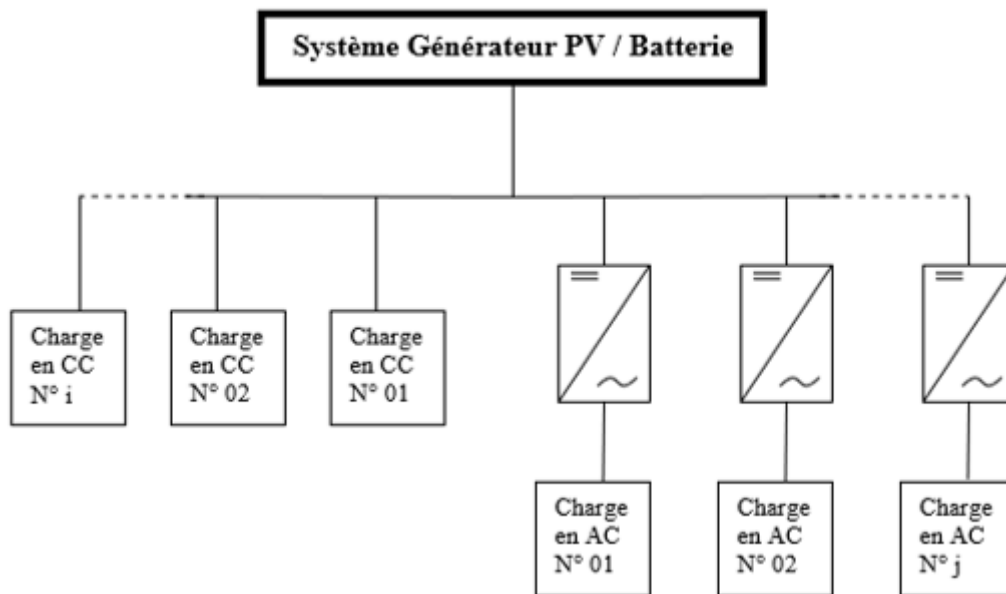 Système Générateur PV / Batterie
Charge
en CC
N° i
Charge
en CC
N° 02
Charge
en CC
N° 01
Charge
en AC
N° 01
Charge
en AC
N° 02
Charge
en AC
N° j